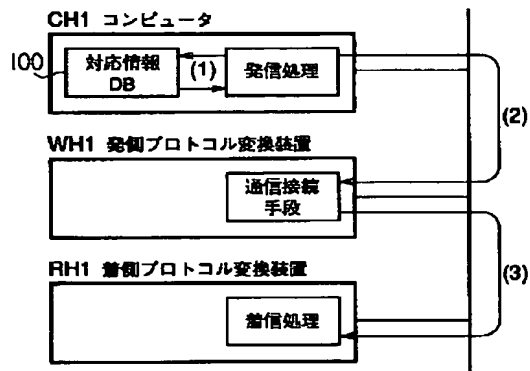 CH1 コンピュータ
100
対応情報
DB
(1)
発信処理
(2)
WH1 発側プロトコル変換装置
通信接続
手段
(3)
RH1 着側プロトコル変換装置
着信処理